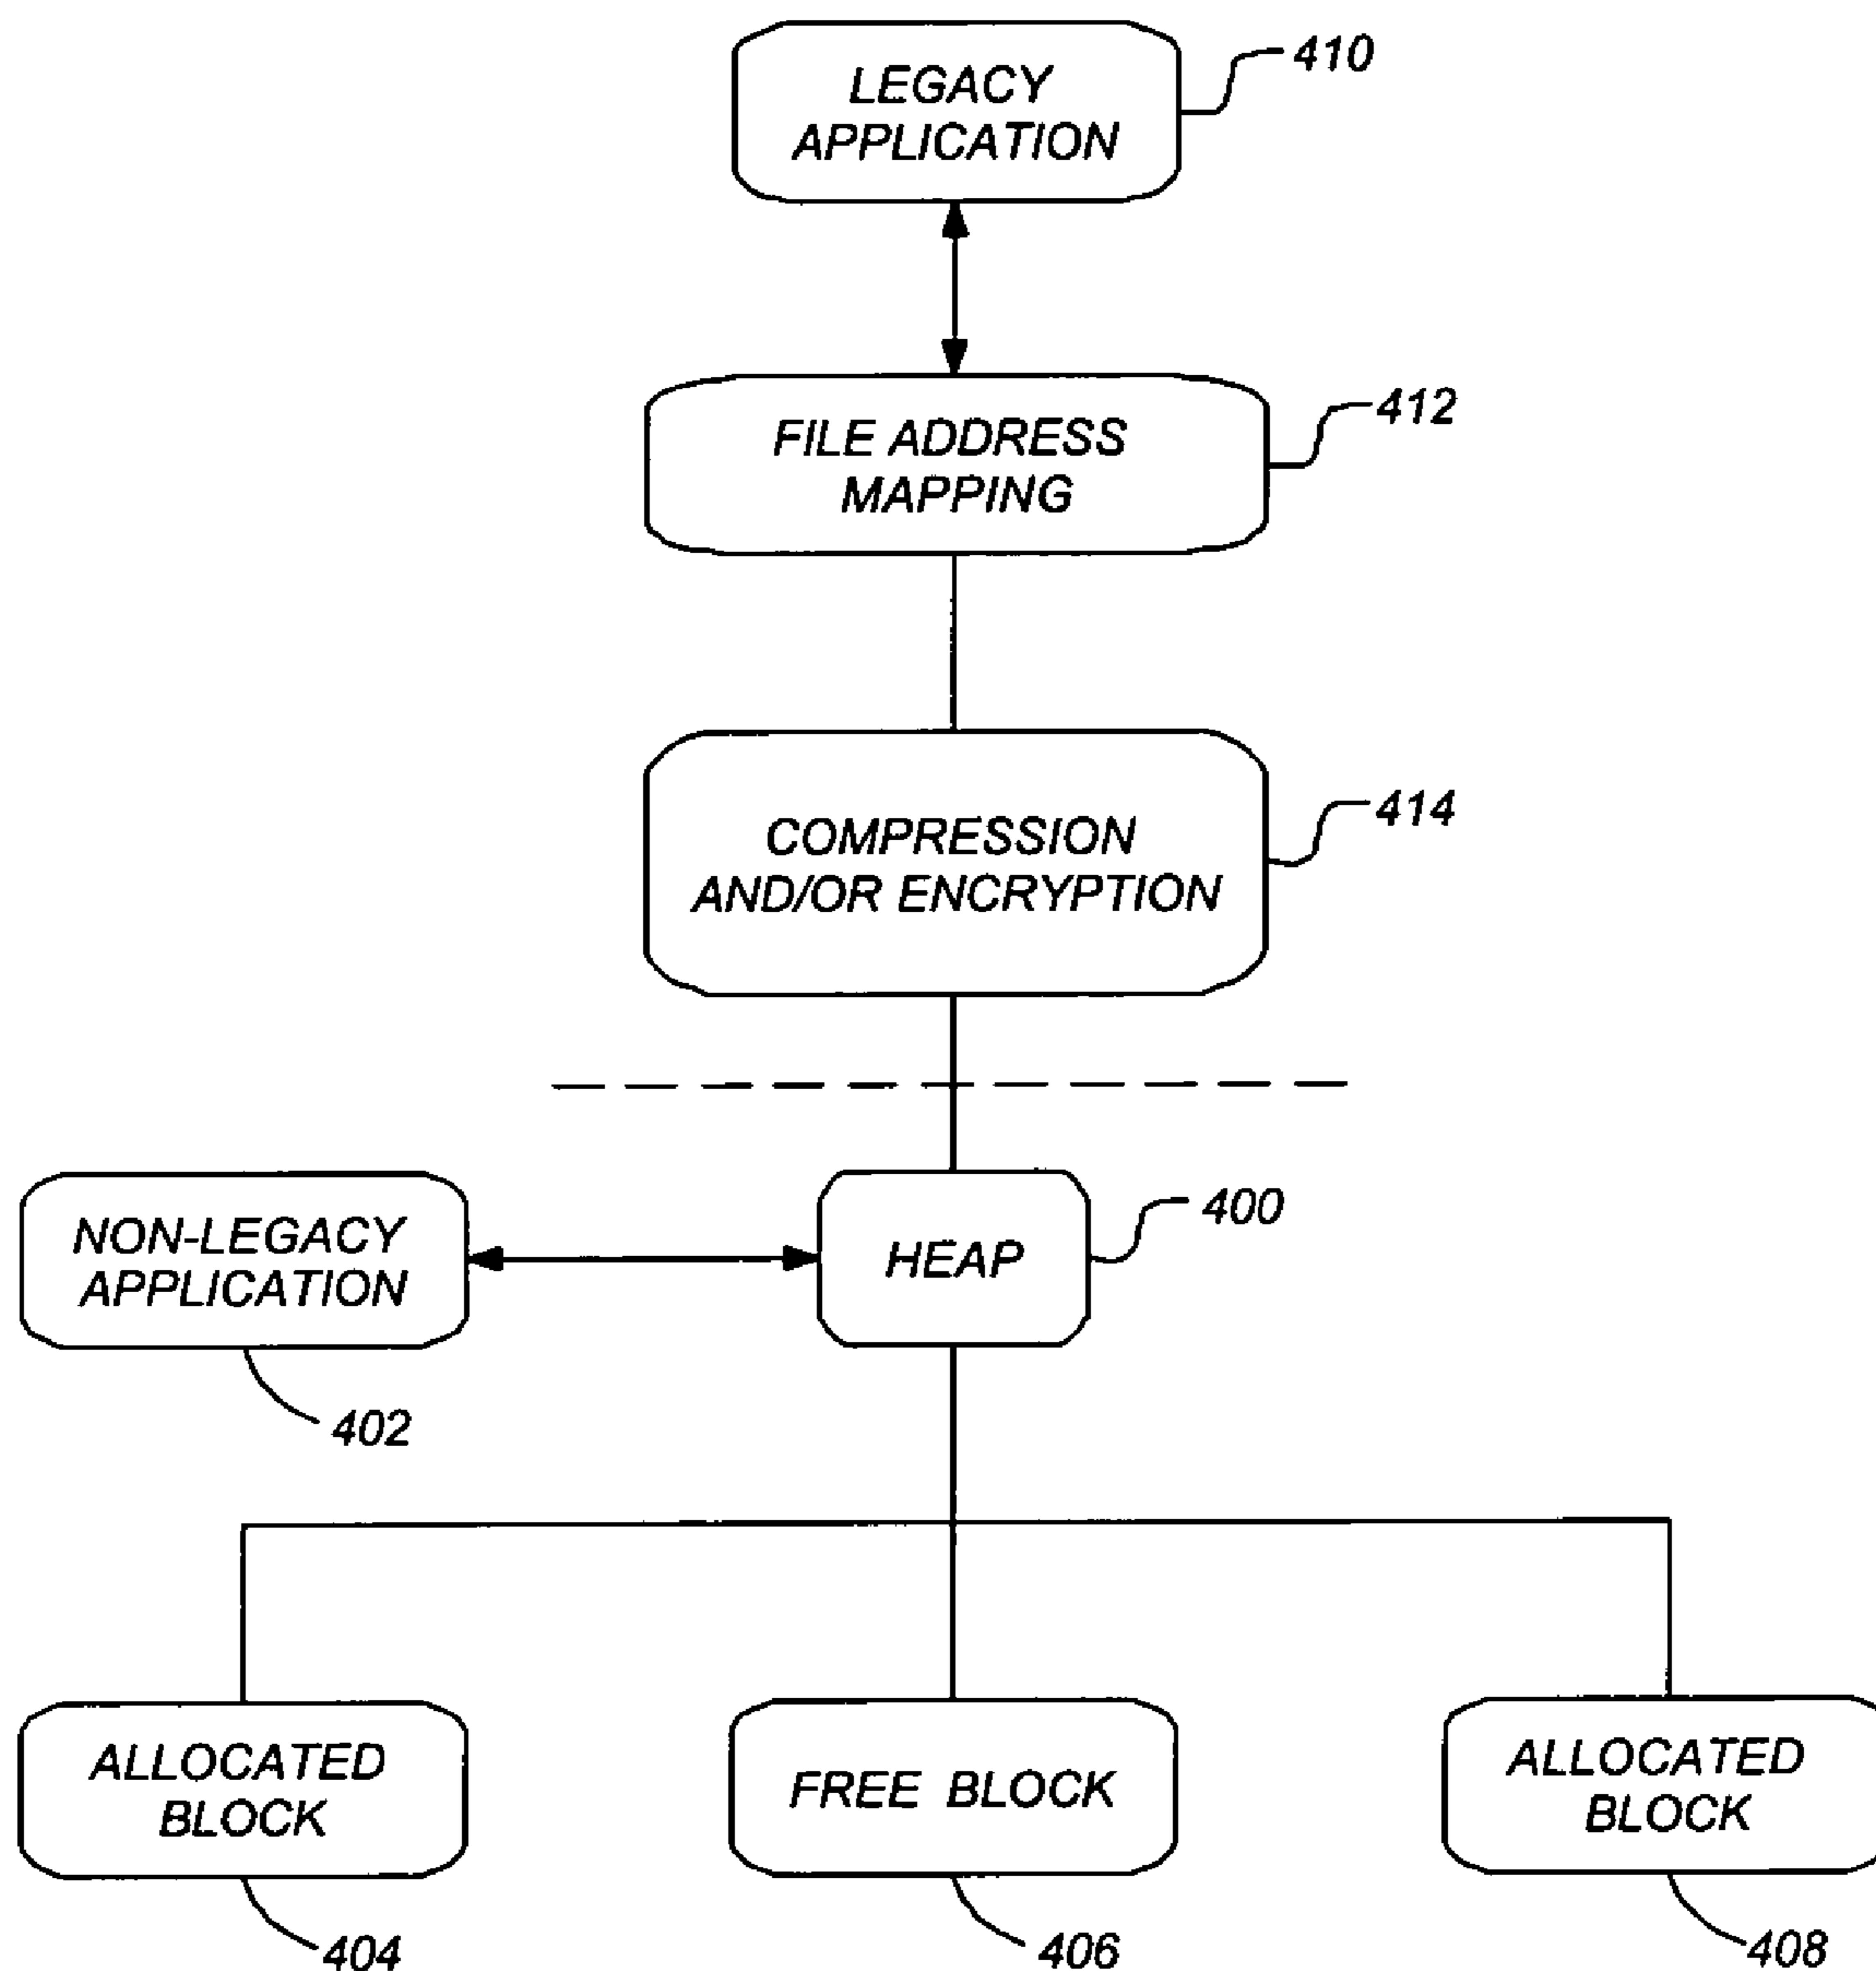 LEGACY
APPLICATION
410
FILE ADDRESS
MAPPING
412
COMPRESSION
AND/OR ENCRYPTION
414
NON-LEGACY
APPLICATION
402
HEAP
400
ALLOCATED
BLOCK
404
FREE BLOCK
406
ALLOCATED
BLOCK
408